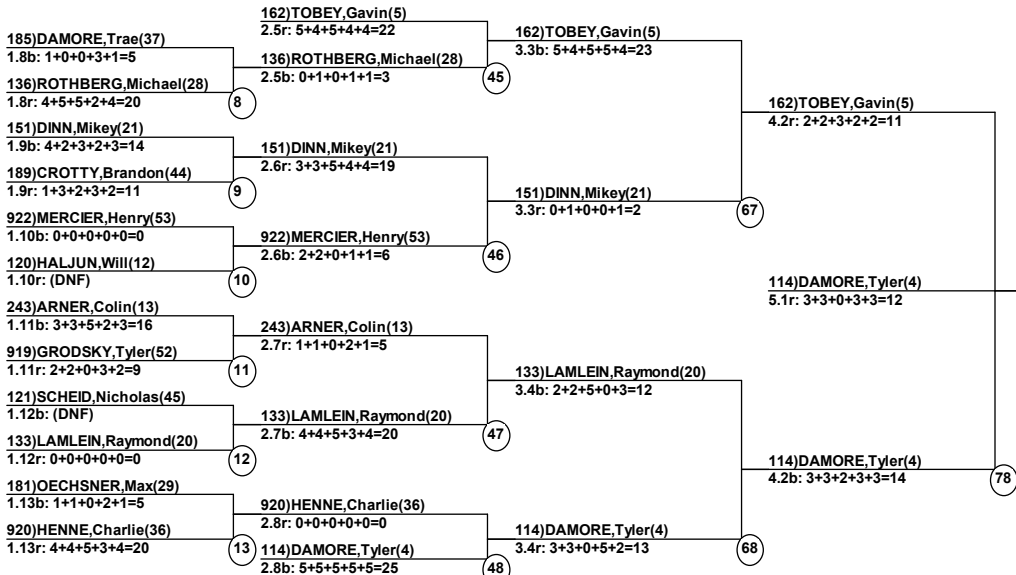 185)DAMORE,Trae(37)
1.8b: 1+0+0+3+1=5
136)ROTHBERG,Michael(28)
1.8r: 4+5+5+2+4=20
8
151)DINN,Mikey(21)
1.9b: 4+2+3+2+3=14
189)CROTTY,Brandon(44)
1.9r: 1+3+2+3+2=11
9
922)MERCIER,Henry(53)
1.10b: 0+0+0+0+0=0
120)HALJUN,Will(12)
1.10r: (DNF)
10
243)ARNER,Colin(13)
1.11b: 3+3+5+2+3=16
919)GRODSKY,Tyler(52)
1.11r: 2+2+0+3+2=9
11
121)SCHEID,Nicholas(45)
1.12b: (DNF)
133)LAMLEIN,Raymond(20)
1.12r: 0+0+0+0+0=0
12
181)OECHSNER,Max(29)
1.13b: 1+1+0+2+1=5
920)HENNE,Charlie(36)
1.13r: 4+4+5+3+4=20
13
162)TOBEY,Gavin(5)
2.5r: 5+4+5+4+4=22
136)ROTHBERG,Michael(28)
2.5b: 0+1+0+1+1=3
45
151)DINN,Mikey(21)
2.6r: 3+3+5+4+4=19
922)MERCIER,Henry(53)
2.6b: 2+2+0+1+1=6
46
243)ARNER,Colin(13)
2.7r: 1+1+0+2+1=5
133)LAMLEIN,Raymond(20)
2.7b: 4+4+5+3+4=20
47
920)HENNE,Charlie(36)
2.8r: 0+0+0+0+0=0
114)DAMORE,Tyler(4)
2.8b: 5+5+5+5+5=25
48
162)TOBEY,Gavin(5)
3.3b: 5+4+5+5+4=23
151)DINN,Mikey(21)
3.3r: 0+1+0+0+1=2
67
133)LAMLEIN,Raymond(20)
3.4b: 2+2+5+0+3=12
114)DAMORE,Tyler(4)
3.4r: 3+3+0+5+2=13
68
162)TOBEY,Gavin(5)
4.2r: 2+2+3+2+2=11
114)DAMORE,Tyler(4)
4.2b: 3+3+2+3+3=14
78
114)DAMORE,Tyler(4)
5.1r: 3+3+0+3+3=12